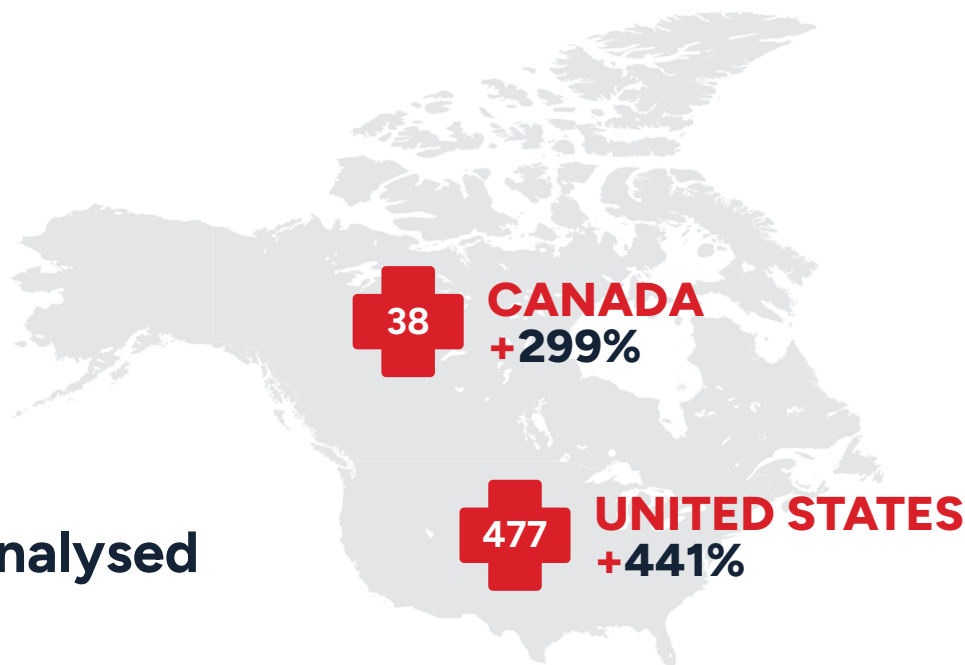 38
CANADA
+299%
477
UNITED STATES
+441%
nalysed